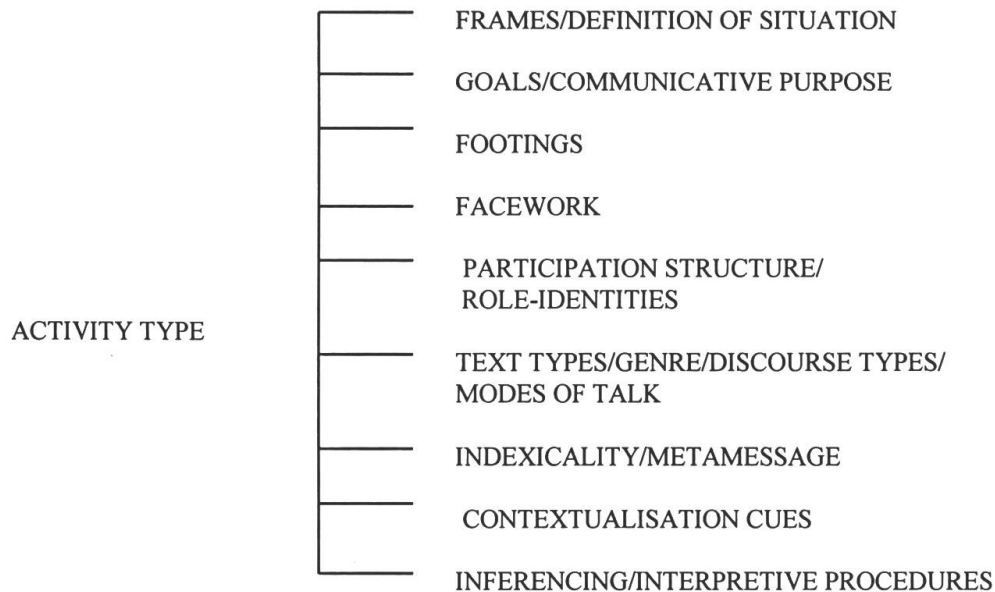 FRAMES/DEFINITION OF SITUATION
GOALS/COMMUNICATIVE PURPOSE
FOOTINGS
FACEWORK
PARTICIPATION STRUCTURE/
ROLE-IDENTITIES
ACTIVITY TYPE
TEXT TYPES/GENRE/DISCOURSE TYPES/
MODES OF TALK
INDEXICALITY/METAMESSAGE
CONTEXTUALISATION CUES
INFERENCING/INTERPRETIVE PROCEDURES